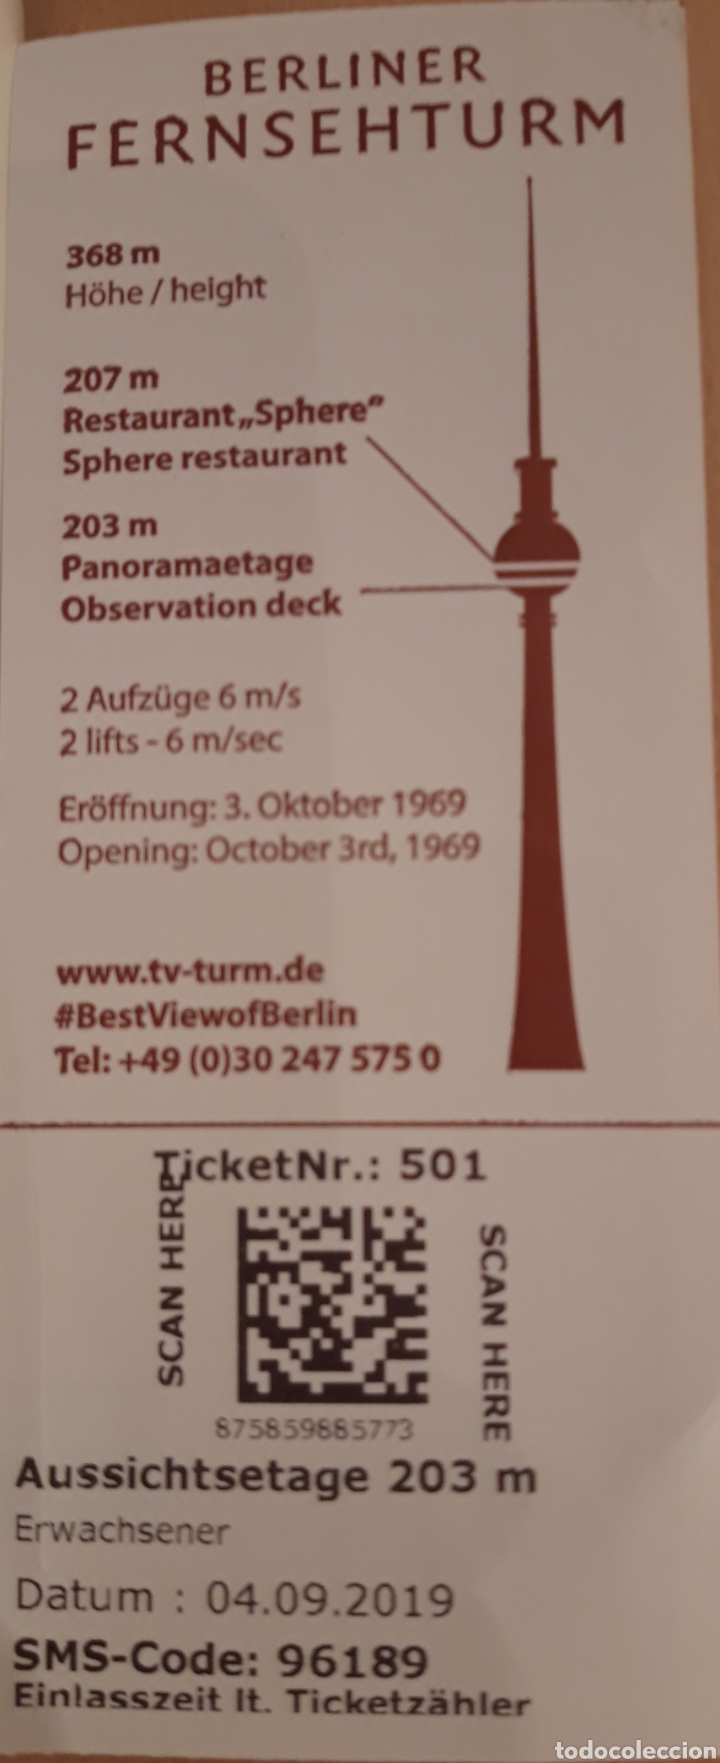 BERLINER
FERNSEHTURM
368 m
Höhe / height
207 m
Restaurant „Sphere“
Sphere restaurant
203 m
Panoramaetage
Observation deck
2 Aufzüge 6 m/s
2 lifts - 6 m/sec
Eröffnung: 3. Oktober 1969
Opening: October 3rd, 1969
www.tv-turm.de
#BestViewofBerlin
Tel: +49 (0)30 247 575 0
TicketNr.: 501
SCAN HERE
SCAN HERE
875859885773
Aussichtsetage 203 m
Erwachsener
Datum : 04.09.2019
SMS-Code: 96189
Einlasszeit lt. Ticketzähler
todocoleccion